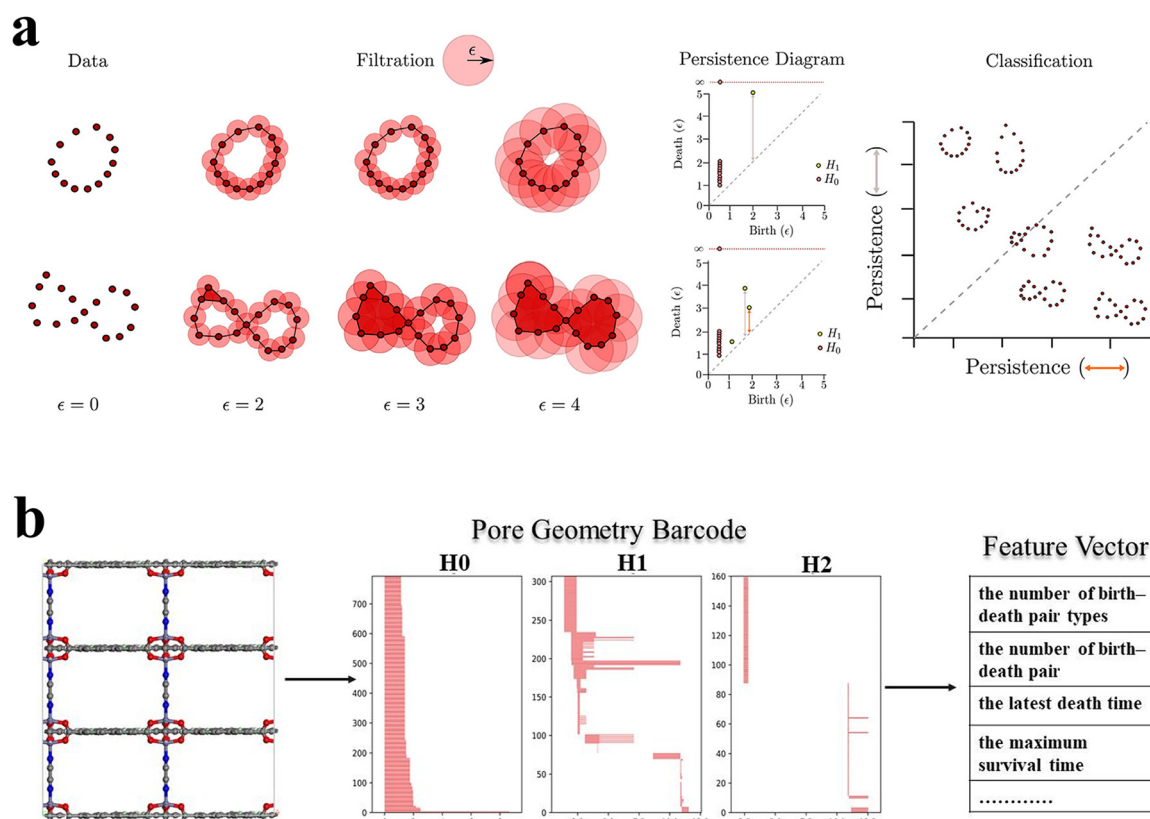 a
Data
Filtration
ϵ
Persistence Diagram
Classification
∞
5
4
3
2
1
0
0 1 2 3 4 5
Death (ϵ)
Birth (ϵ)
H₁
H₀
∞
5
4
3
2
1
0
0 1 2 3 4 5
Death (ϵ)
Birth (ϵ)
H₁
H₀
Persistence ( )
Persistence ( )
ϵ = 0
ϵ = 2
ϵ = 3
ϵ = 4
b
Pore Geometry Barcode
H0
H1
H2
700
600
500
400
300
200
100
0
300
250
200
150
100
50
0
160
140
120
100
80
60
40
20
0
Feature Vector
the number of birth–
death pair types
the number of birth–
death pair
the latest death time
the maximum
survival time
…………